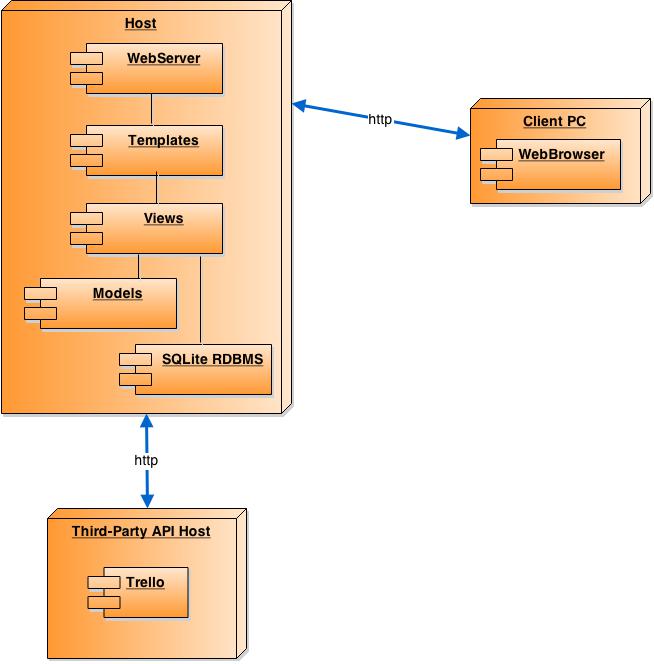 Host
WebServer
Templates
Views
Models
SQLite RDBMS
http
Client PC
WebBrowser
http
Third-Party API Host
Trello